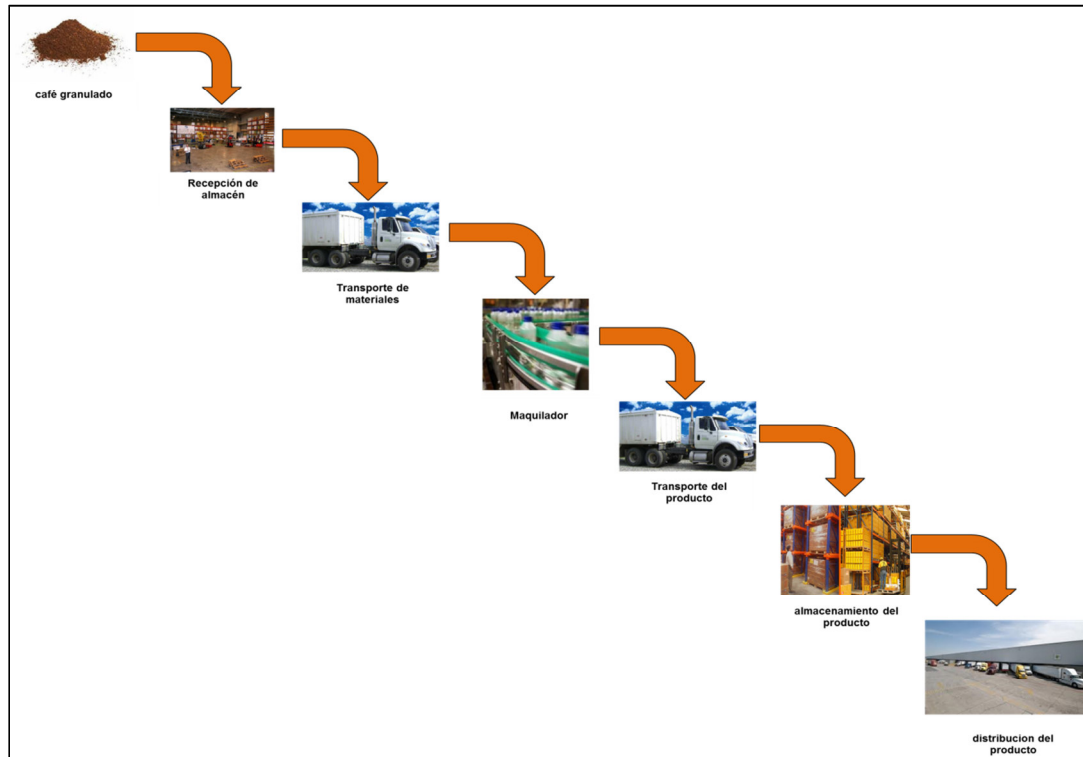 café granulado
Recepción de
almacén
Transporte de
materiales
Maquilador
Transporte del
producto
almacenamiento del
producto
distribucion del
producto